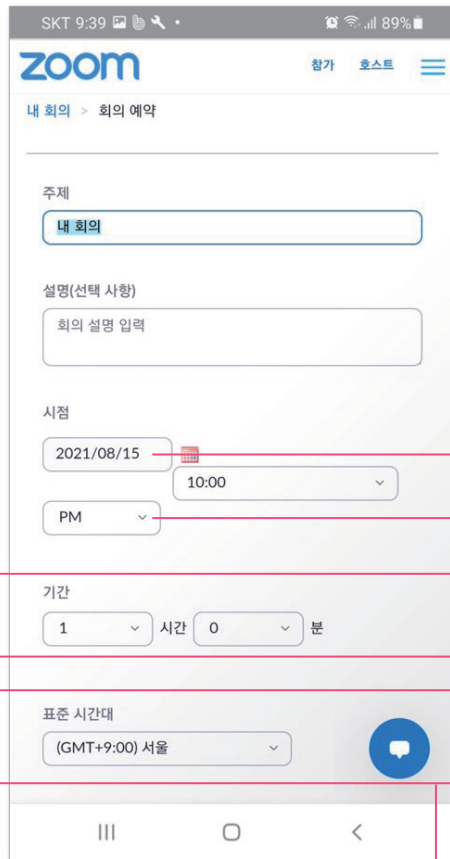 SKT 9:39
89%
zoom
참가 호스트
내 회의 > 회의 예약
주제
내 회의
설명(선택 사항)
회의 설명 입력
시점
2021/08/15
10:00
PM
기간
1 시간 0 분
표준 시간대
(GMT+9:00) 서울